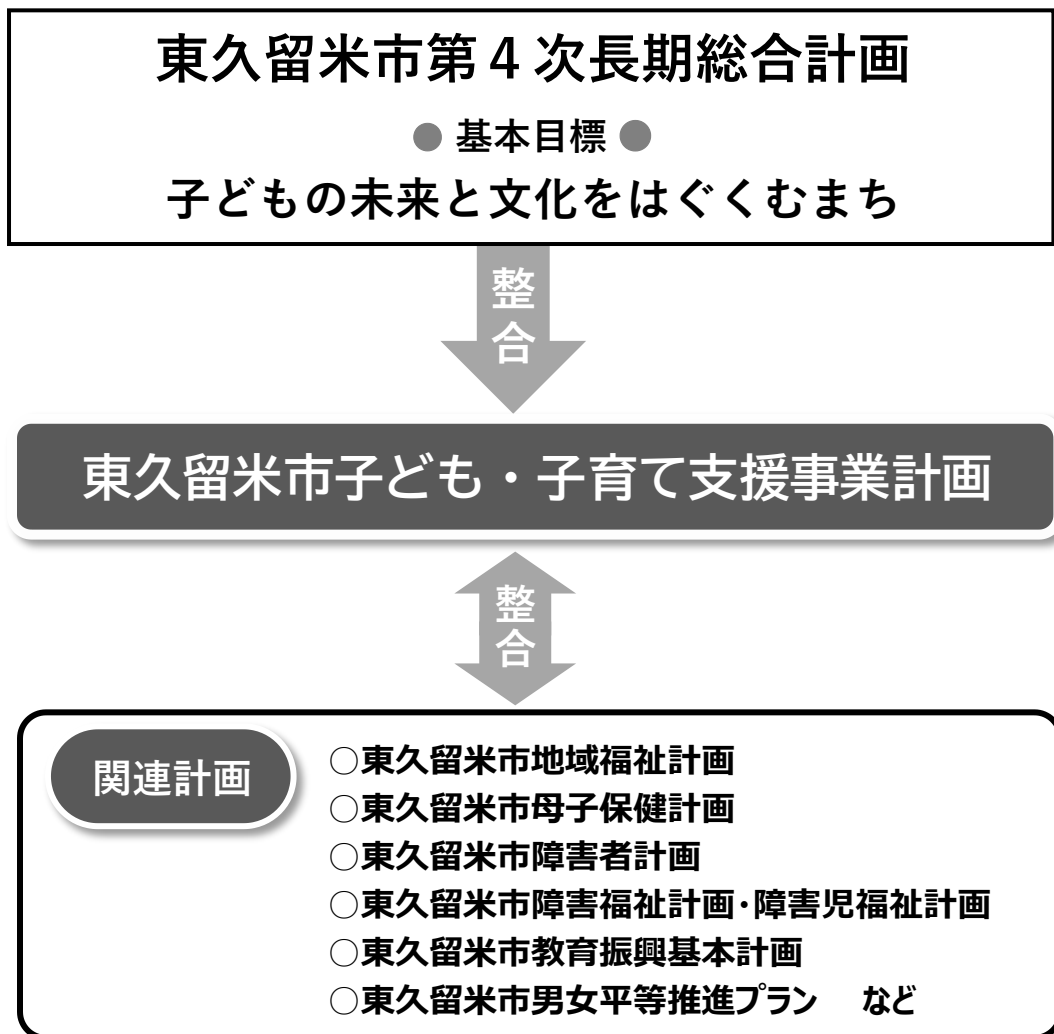 東久留米市第4次長期総合計画
● 基本目標 ●
子どもの未来と文化をはぐくむまち
整
合
東久留米市子ども・子育て支援事業計画
整
合
関連計画
○東久留米市地域福祉計画
○東久留米市母子保健計画
○東久留米市障害者計画
○東久留米市障害福祉計画・障害児福祉計画
○東久留米市教育振興基本計画
○東久留米市男女平等推進プラン　など